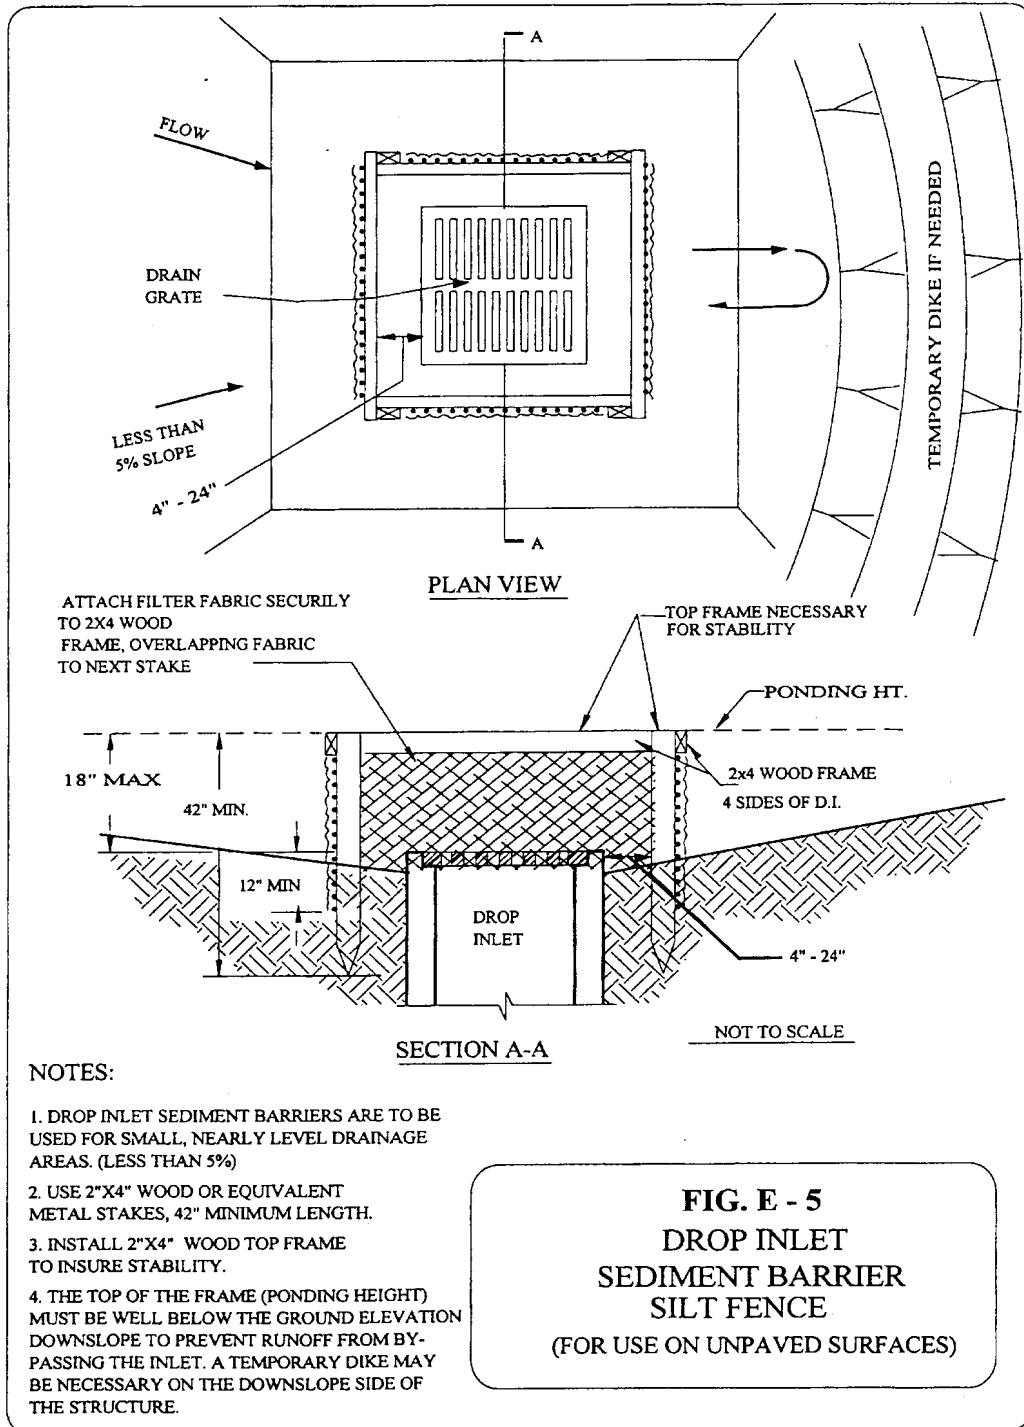 A
FLOW
DRAIN
GRATE
LESS THAN
5% SLOPE
4" - 24"
A
TEMPORARY DIKE IF NEEDED
PLAN VIEW
ATTACH FILTER FABRIC SECURILY
TO 2X4 WOOD
FRAME, OVERLAPPING FABRIC
TO NEXT STAKE
TOP FRAME NECESSARY
FOR STABILITY
PONDING HT.
18" MAX
42" MIN.
2x4 WOOD FRAME
4 SIDES OF D.I.
12" MIN
DROP
INLET
4" - 24"
SECTION A-A
NOT TO SCALE
NOTES:
1. DROP INLET SEDIMENT BARRIERS ARE TO BE
USED FOR SMALL, NEARLY LEVEL DRAINAGE
AREAS. (LESS THAN 5%)
2. USE 2"X4" WOOD OR EQUIVALENT
METAL STAKES, 42" MINIMUM LENGTH.
3. INSTALL 2"X4" WOOD TOP FRAME
TO INSURE STABILITY.
4. THE TOP OF THE FRAME (PONDING HEIGHT)
MUST BE WELL BELOW THE GROUND ELEVATION
DOWNSLOPE TO PREVENT RUNOFF FROM BY-
PASSING THE INLET. A TEMPORARY DIKE MAY
BE NECESSARY ON THE DOWNSLOPE SIDE OF
THE STRUCTURE.
FIG. E - 5
DROP INLET
SEDIMENT BARRIER
SILT FENCE
(FOR USE ON UNPAVED SURFACES)